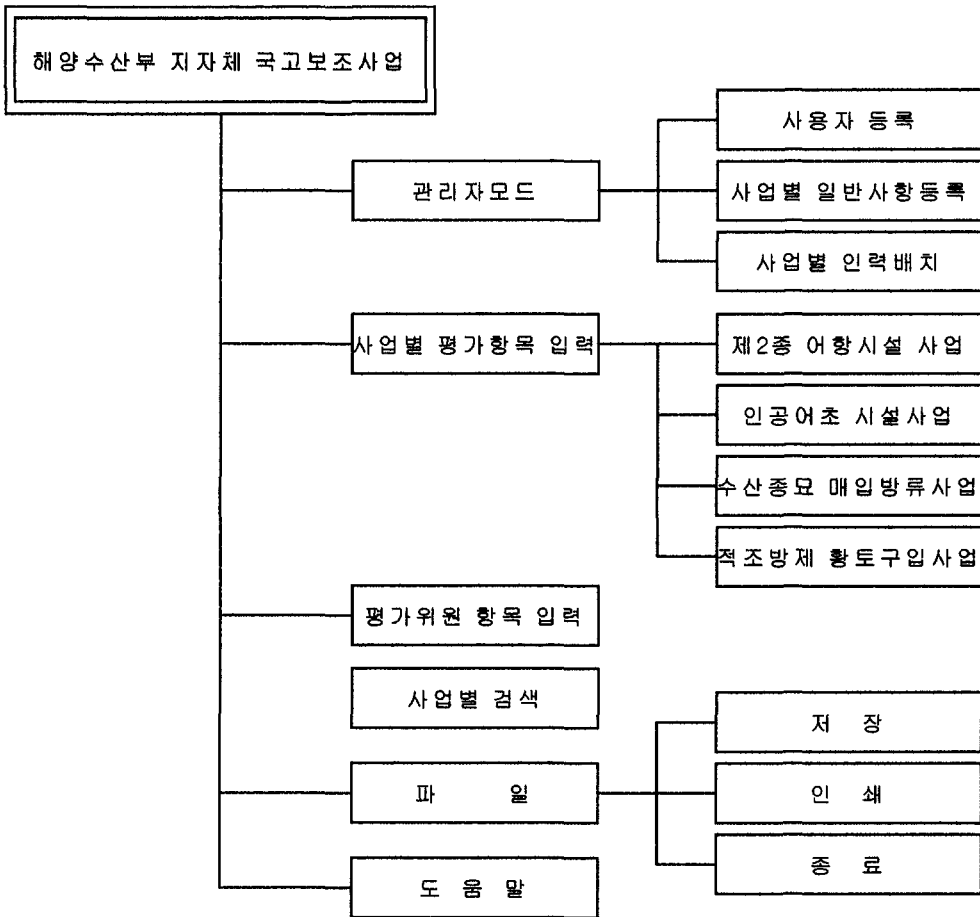 해양수산부 지자체 국고보조사업
관리자모드
사용자 등록
사업별 일반사항등록
사업별 인력배치
사업별 평가항목 입력
제2종 어항시설 사업
인공어초 시설사업
수산종묘 매입방류사업
적조방제 황토구입사업
평가위원 항목 입력
사업별 검색
파 일
저 장
인 쇄
종 료
도 움 말